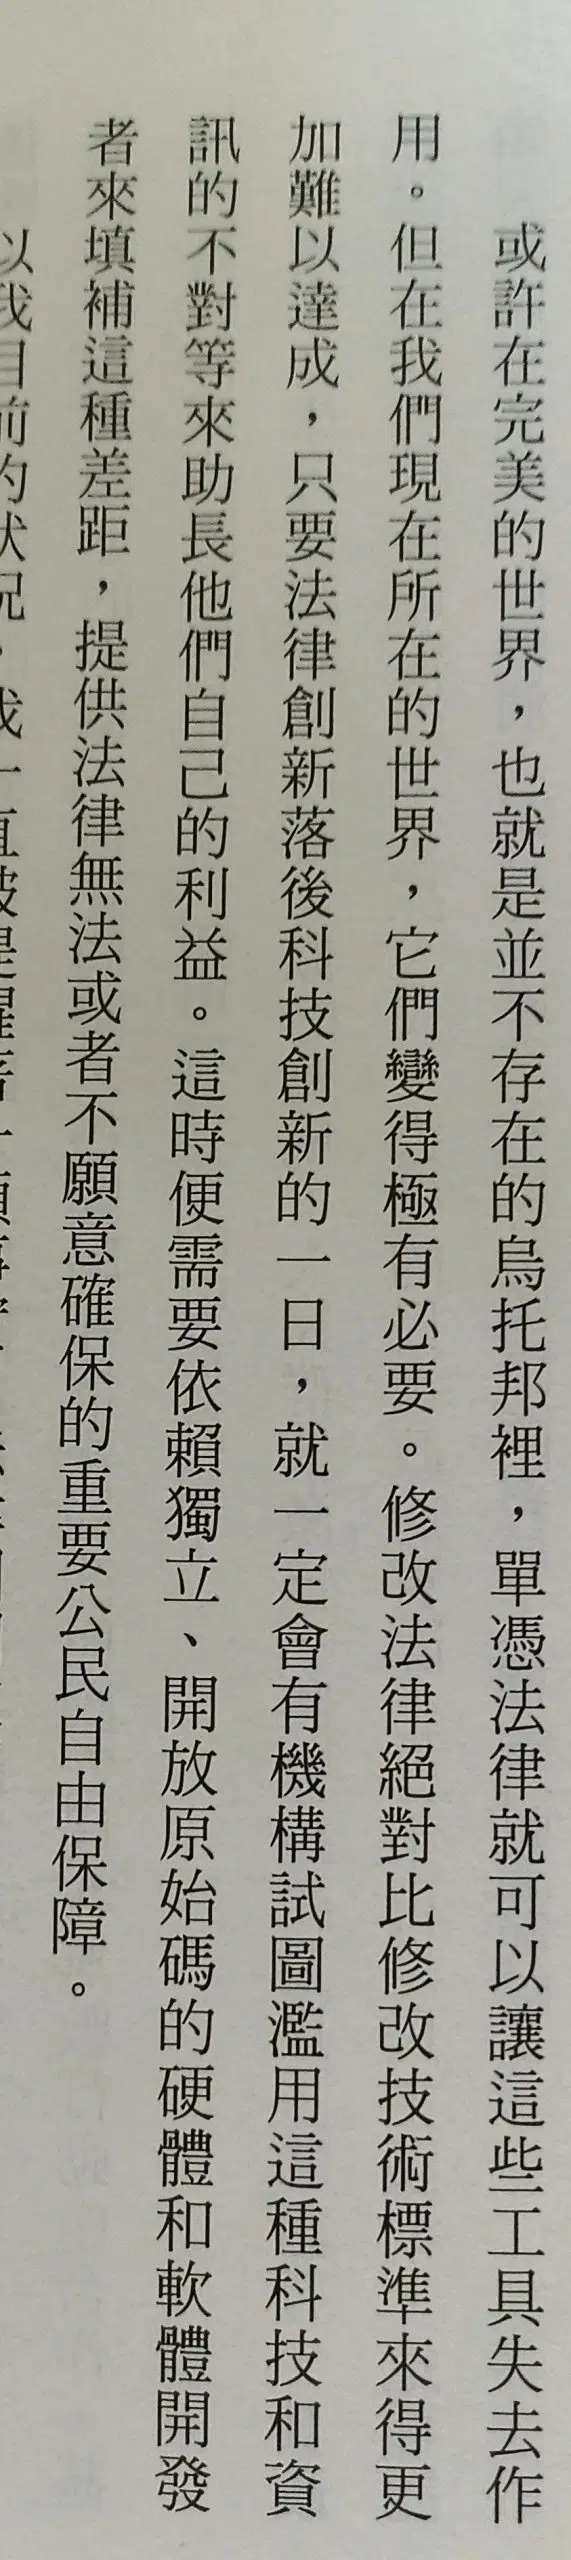 或許在完美的世界，也就是並不存在的烏托邦裡，單憑法律就可以讓這些工具失去作
用。但在我們現在所在的世界，它們變得極有必要。修改法律絕對比修改技術標準來得更
加難以達成，只要法律創新落後科技創新的一日，就一定會有機構試圖濫用這種科技和資
訊的不對等來助長他們自己的利益。這時便需要依賴獨立、開放原始碼的硬體和軟體開發
者來填補這種差距，提供法律無法或者不願意確保的重要公民自由保障。
以我目前的狀況，我一直被提醒著一